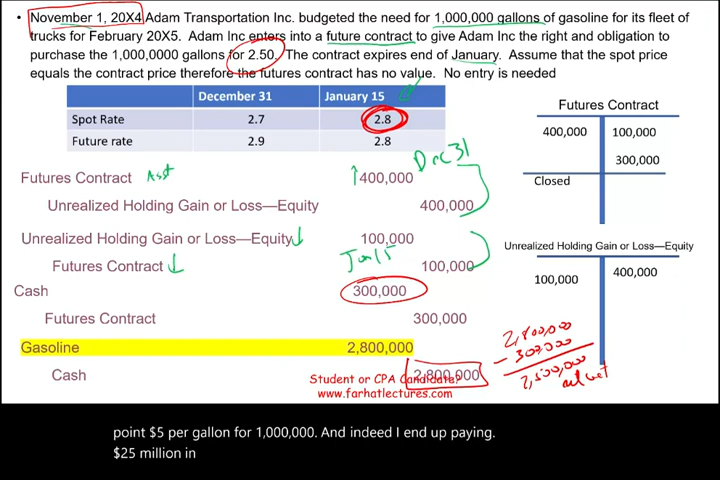 • November 1, 20X4 Adam Transportation Inc. budgeted the need for 1,000,000 gallons of gasoline for its fleet of
trucks for February 20X5. Adam Inc enters into a future contract to give Adam Inc the right and obligation to
purchase the 1,000,0000 gallons for 2.50. The contract expires end of January. Assume that the spot price
equals the contract price therefore the futures contract has no value. No entry is needed
December 31 January 15
Spot Rate 2.7 2.8
Future rate 2.9 2.8
Dec 31
Futures Contract Asst 400,000
Unrealized Holding Gain or Loss—Equity 400,000
Unrealized Holding Gain or Loss—Equity 100,000
Jan 15
Futures Contract 100,000
Cash 300,000
Futures Contract 300,000
Gasoline 2,800,000
Cash 2,800,000
Futures Contract
400,000 100,000
300,000
Closed
Unrealized Holding Gain or Loss—Equity
100,000 400,000
2,800,000
- 300,000
2,500,000
Student or CPA Candidate?
www.farhatlectures.com
point $5 per gallon for 1,000,000. And indeed I end up paying.
$25 million in